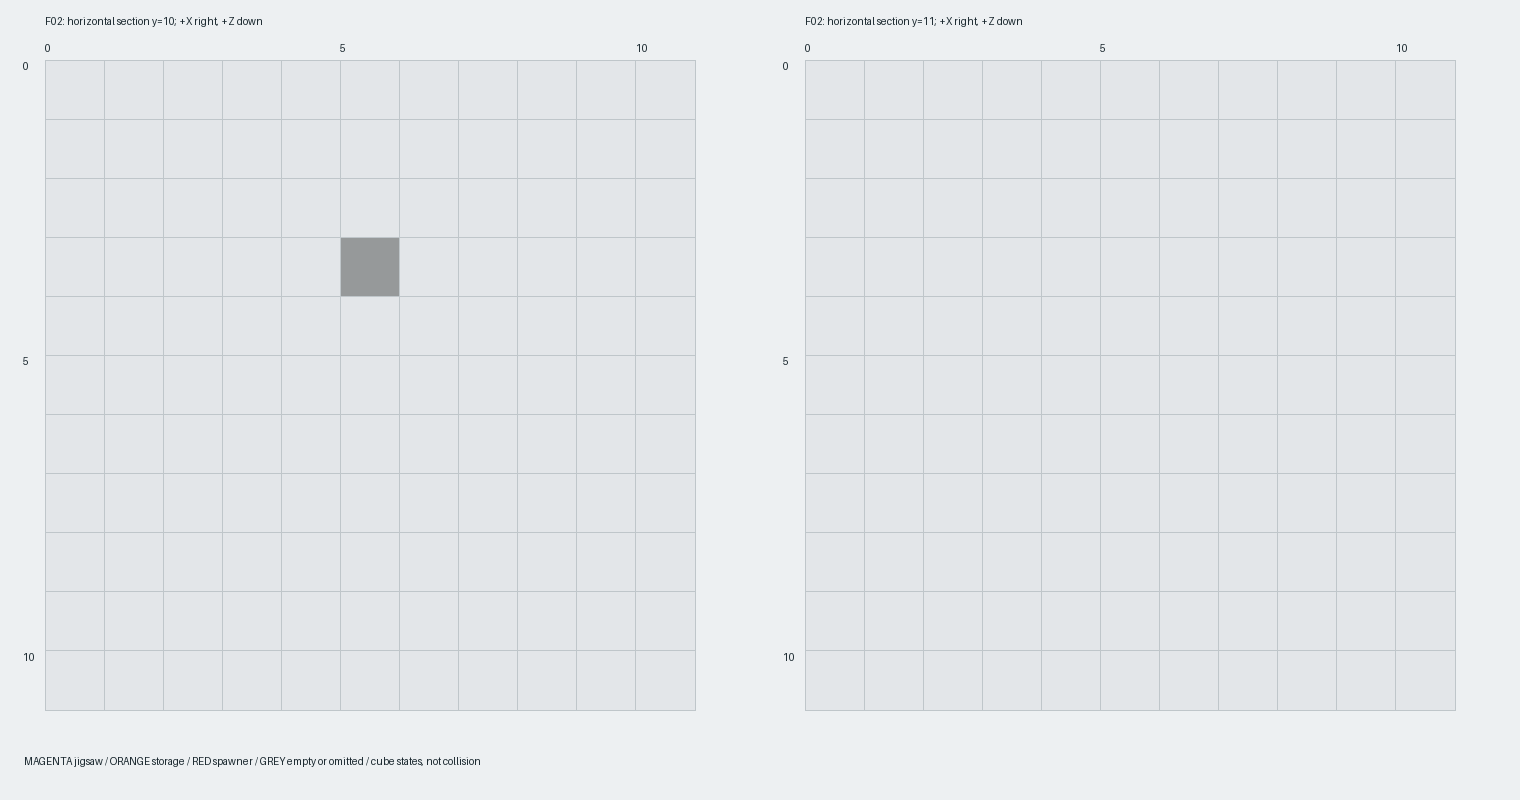 F02: horizontal section y=10; +X right, +Z down
0 5 10
0
5
10
F02: horizontal section y=11; +X right, +Z down
0 5 10
0
5
10
MAGENTA jigsaw / ORANGE storage / RED spawner / GREY empty or omitted / cube states, not collision